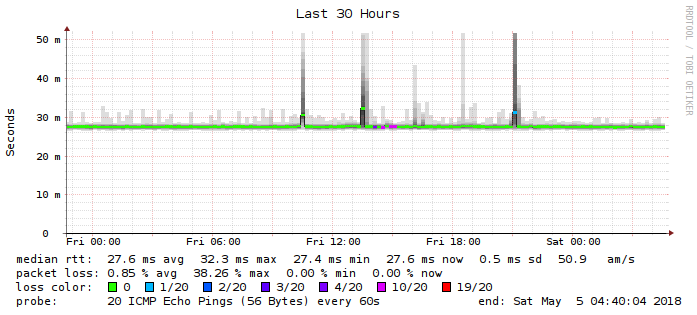 Last 30 Hours
RRDTOOL / TOBI OETIKER
Seconds
50 m
40 m
30 m
20 m
10 m
0
Fri 00:00 Fri 06:00 Fri 12:00 Fri 18:00 Sat 00:00
median rtt: 27.6 ms avg 32.3 ms max 27.4 ms min 27.6 ms now 0.5 ms sd 50.9 am/s
packet loss: 0.85 % avg 38.26 % max 0.00 % min 0.00 % now
loss color: 0 1/20 2/20 3/20 4/20 10/20 19/20
probe: 20 ICMP Echo Pings (56 Bytes) every 60s end: Sat May 5 04:40:04 2018